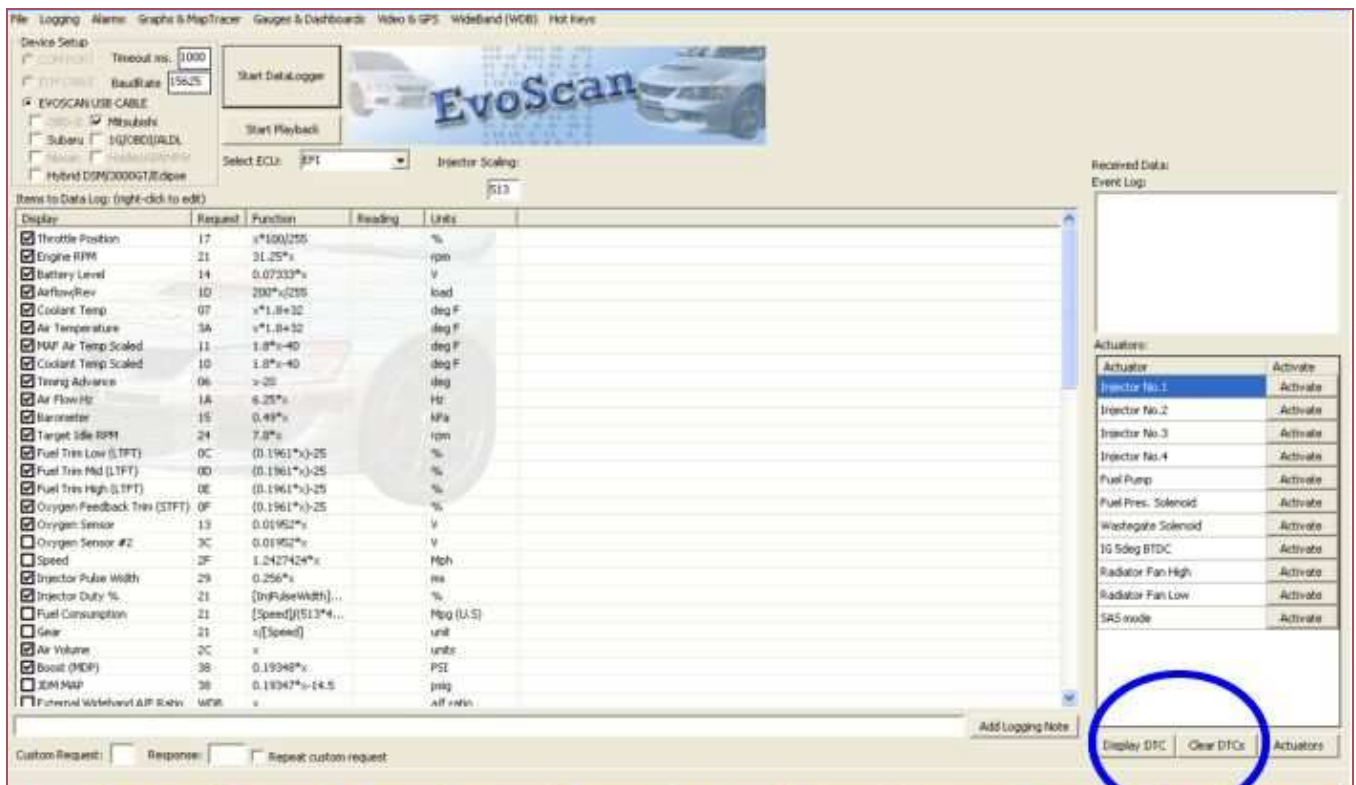 File Logging Alarms Graphs & MapTracer Gauges & Dashboards Video & GPS WideBand (WDB) Hot Keys
Device Setup
Timeout ms. 1000
BaudRate 15625
EVOSCAN USB CABLE
Mitsubishi
Subaru 1G/OBDI/ALDL
Hybrid DSM/3000GT/Eclipse
Start DataLogger
Start Playback
EvoScan
Select ECU: EFI
Injector Scaling:
513
Items to Data Log: (right-click to edit)
Display Request Function Reading Units
Throttle Position 17 x*100/255 %
Engine RPM 21 31.25*x rpm
Battery Level 14 0.07333*x V
Airflow/Rev 1D 200*x/255 load
Coolant Temp 07 x*1.8+32 deg F
Air Temperature 3A x*1.8+32 deg F
MAF Air Temp Scaled 11 1.8*x-40 deg F
Coolant Temp Scaled 10 1.8*x-40 deg F
Timing Advance 06 x-20 deg
Air Flow Hz 1A 6.25*x Hz
Barometer 15 0.49*x kPa
Target Idle RPM 24 7.8*x rpm
Fuel Trim Low (LTFT) 0C (0.1961*x)-25 %
Fuel Trim Mid (LTFT) 0D (0.1961*x)-25 %
Fuel Trim High (LTFT) 0E (0.1961*x)-25 %
Oxygen Feedback Trim (STFT) 0F (0.1961*x)-25 %
Oxygen Sensor 13 0.01952*x V
Oxygen Sensor #2 3C 0.01952*x V
Speed 2F 1.2427424*x Mph
Injector Pulse Width 29 0.256*x ms
Injector Duty % 21 [InjPulseWidth]... %
Fuel Consumption 21 [Speed]/(513*4... Mpg (U.S)
Gear 21 x/[Speed] unit
Air Volume 2C x units
Boost (MDP) 38 0.19348*x PSI
JDM MAP 38 0.19347*x-14.5 psig
External Wideband A/F Ratio WDB x a/f ratio
Add Logging Note
Custom Request: Response: Repeat custom request
Received Data:
Event Log:
Actuators:
Actuator Activate
Injector No.1 Activate
Injector No.2 Activate
Injector No.3 Activate
Injector No.4 Activate
Fuel Pump Activate
Fuel Pres. Solenoid Activate
Wastegate Solenoid Activate
IG 5deg BTDC Activate
Radiator Fan High Activate
Radiator Fan Low Activate
SAS mode Activate
Display DTC Clear DTCs Actuators